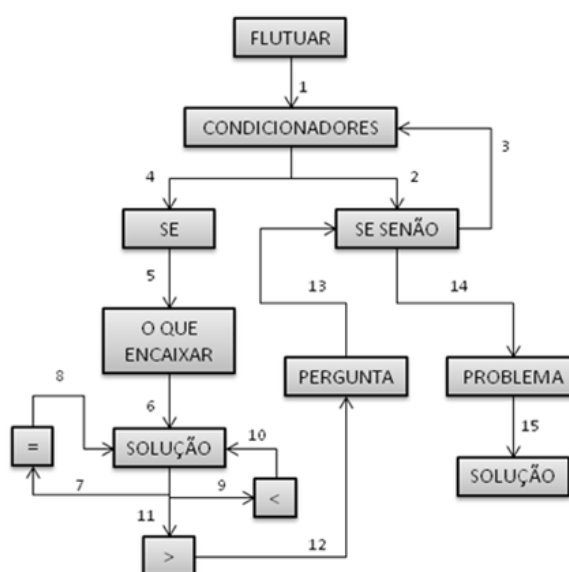 FLUTUAR
1
CONDICIONADORES
3
4
2
SE
SE SENÃO
5
13
14
O QUE
ENCAIXAR
PERGUNTA
PROBLEMA
8
6
10
15
=
SOLUÇÃO
SOLUÇÃO
7
9
<
11
12
>